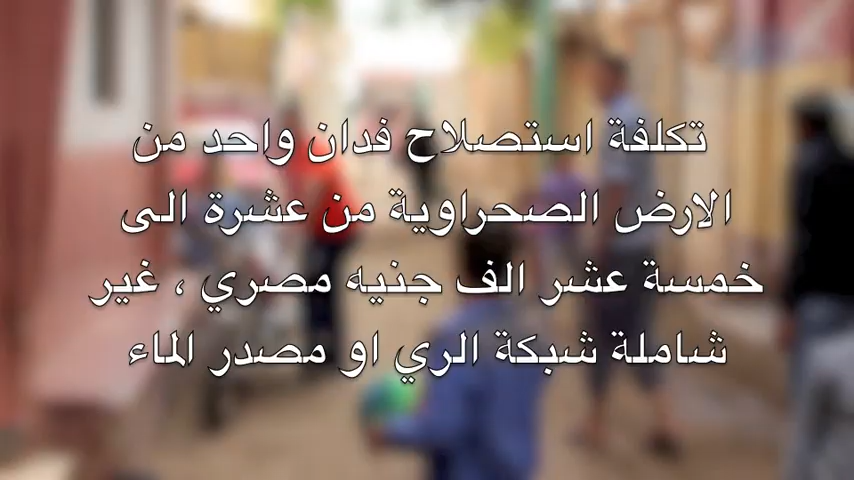 تكلفة استصلاح فدان واحد من
الارض الصحراوية من عشرة الى
خمسة عشر الف جنيه مصري ، غير
شاملة شبكة الري او مصدر الماء